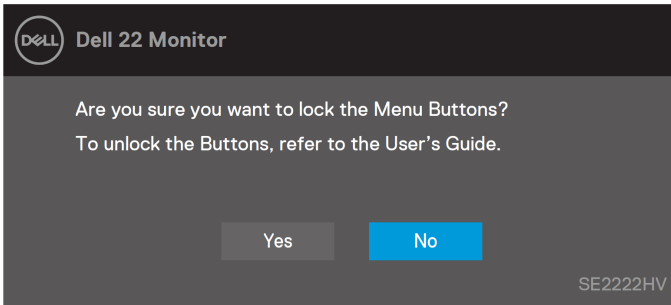 DELL Dell 22 Monitor
Are you sure you want to lock the Menu Buttons?
To unlock the Buttons, refer to the User’s Guide.
Yes No
SE2222HV